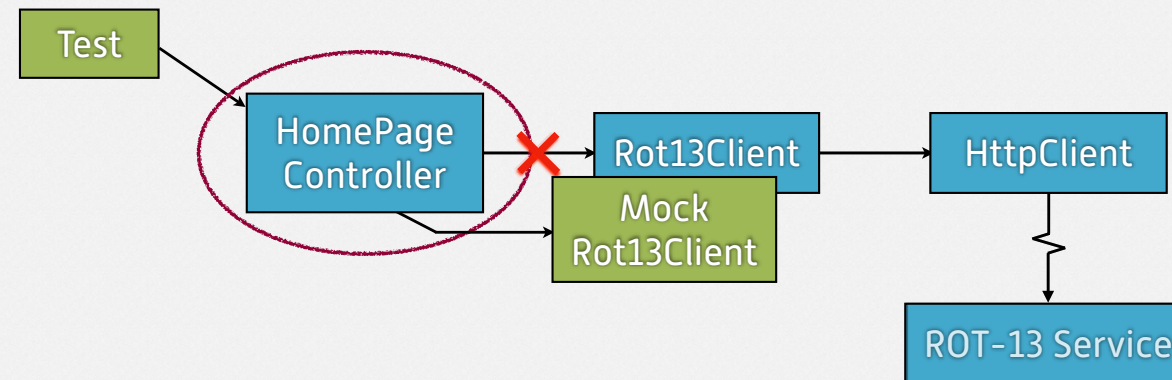 Test
HomePage
Controller
Rot13Client
HttpClient
Mock
Rot13Client
ROT-13 Service